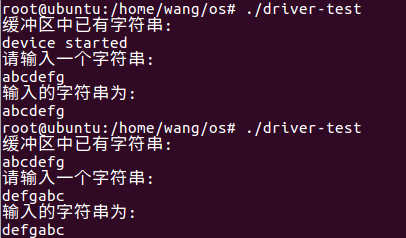 root@ubuntu:/home/wang/os# ./driver-test
缓冲区中已有字符串:
device started
请输入一个字符串:
abcdefg
输入的字符串为:
abcdefg
root@ubuntu:/home/wang/os# ./driver-test
缓冲区中已有字符串:
abcdefg
请输入一个字符串:
defgabc
输入的字符串为:
defgabc